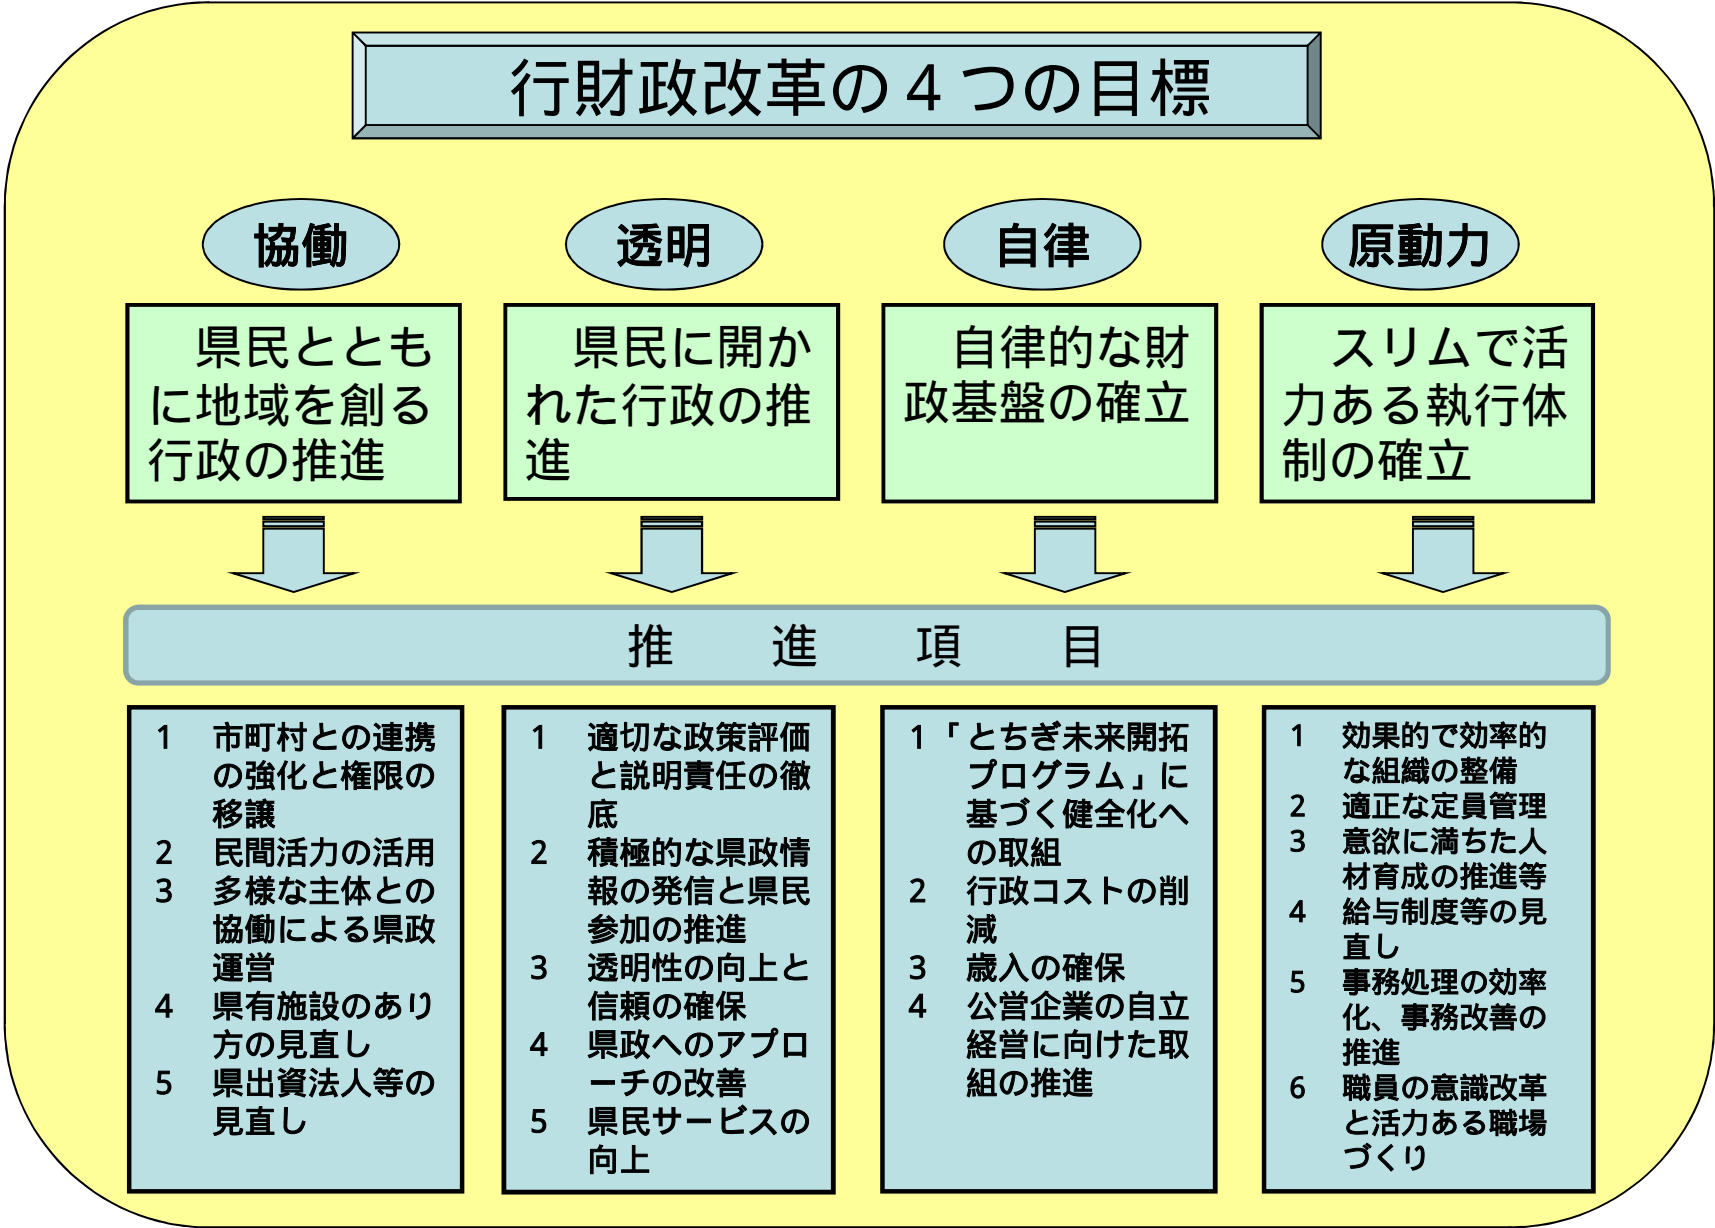 行財政改革の４つの目標
協働
県民ととも
に地域を創る
行政の推進
透明
県民に開か
れた行政の推
進
自律
自律的な財
政基盤の確立
原動力
スリムで活
力ある執行体
制の確立
推　進　項　目
1　市町村との連携
の強化と権限の
移譲
2　民間活力の活用
3　多様な主体との
協働による県政
運営
4　県有施設のあり
方の見直し
5　県出資法人等の
見直し
1　適切な政策評価
と説明責任の徹
底
2　積極的な県政情
報の発信と県民
参加の推進
3　透明性の向上と
信頼の確保
4　県政へのアプロ
ーチの改善
5　県民サービスの
向上
1「とちぎ未来開拓
プログラム」に
基づく健全化へ
の取組
2　行政コストの削
減
3　歳入の確保
4　公営企業の自立
経営に向けた取
組の推進
1　効果的で効率的
な組織の整備
2　適正な定員管理
3　意欲に満ちた人
材育成の推進等
4　給与制度等の見
直し
5　事務処理の効率
化、事務改善の
推進
6　職員の意識改革
と活力ある職場
づくり